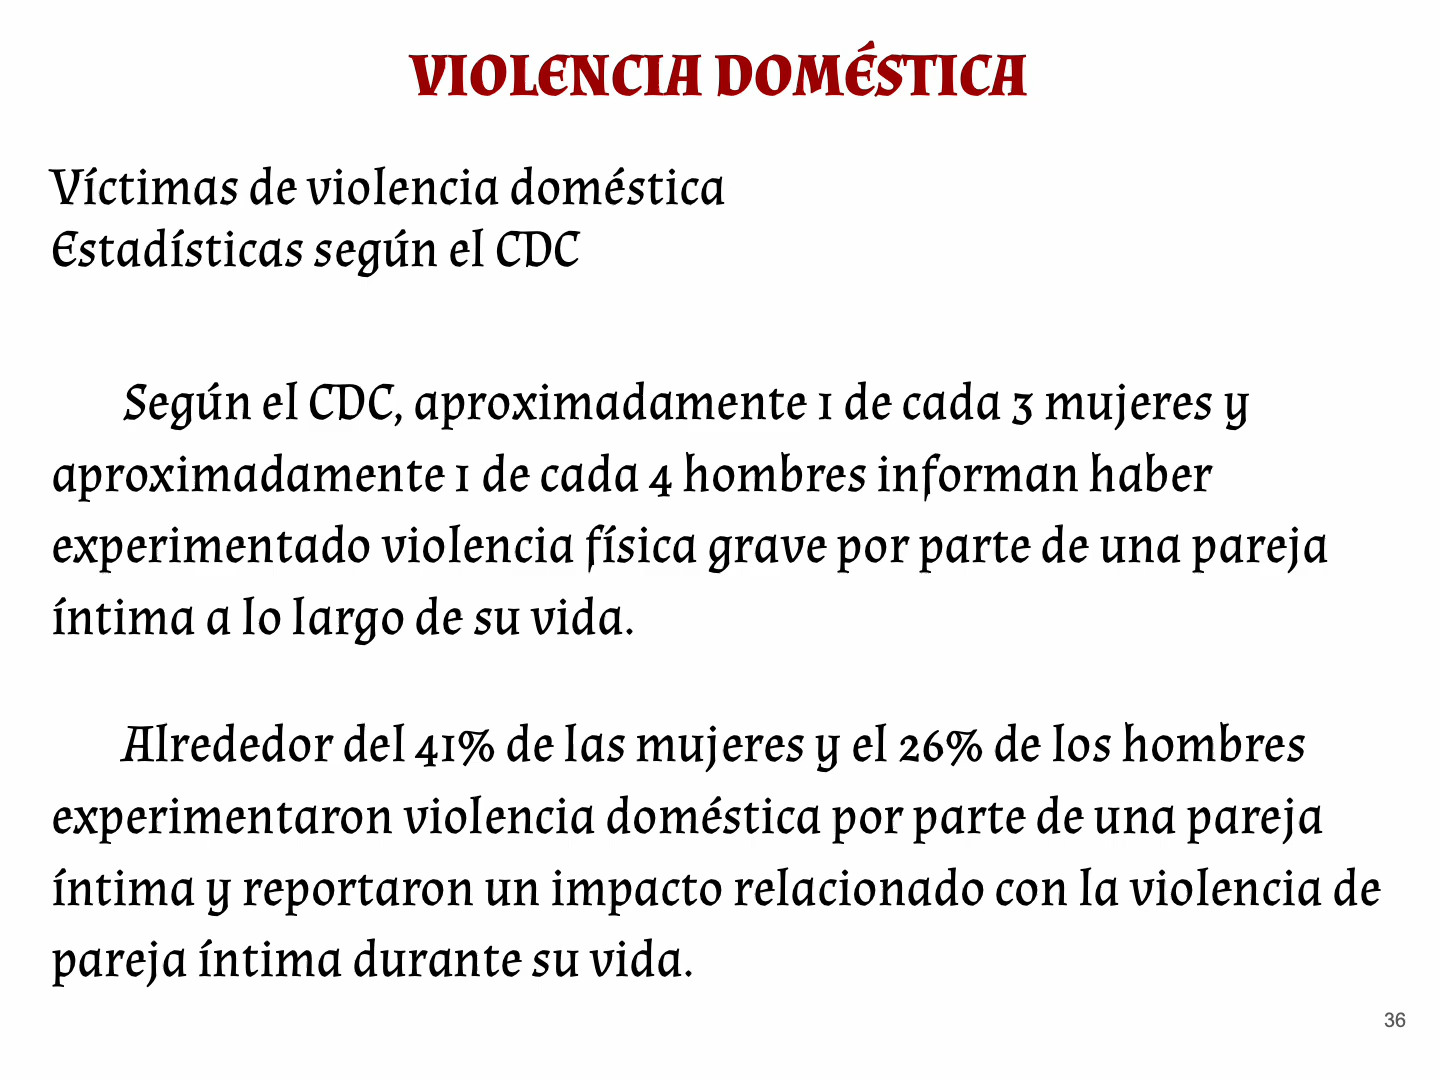 VIOLENCIA DOMÉSTICA
Víctimas de violencia doméstica
Estadísticas según el CDC
Según el CDC, aproximadamente 1 de cada 3 mujeres y
aproximadamente 1 de cada 4 hombres informan haber
experimentado violencia física grave por parte de una pareja
íntima a lo largo de su vida.
Alrededor del 41% de las mujeres y el 26% de los hombres
experimentaron violencia doméstica por parte de una pareja
íntima y reportaron un impacto relacionado con la violencia de
pareja íntima durante su vida.
36